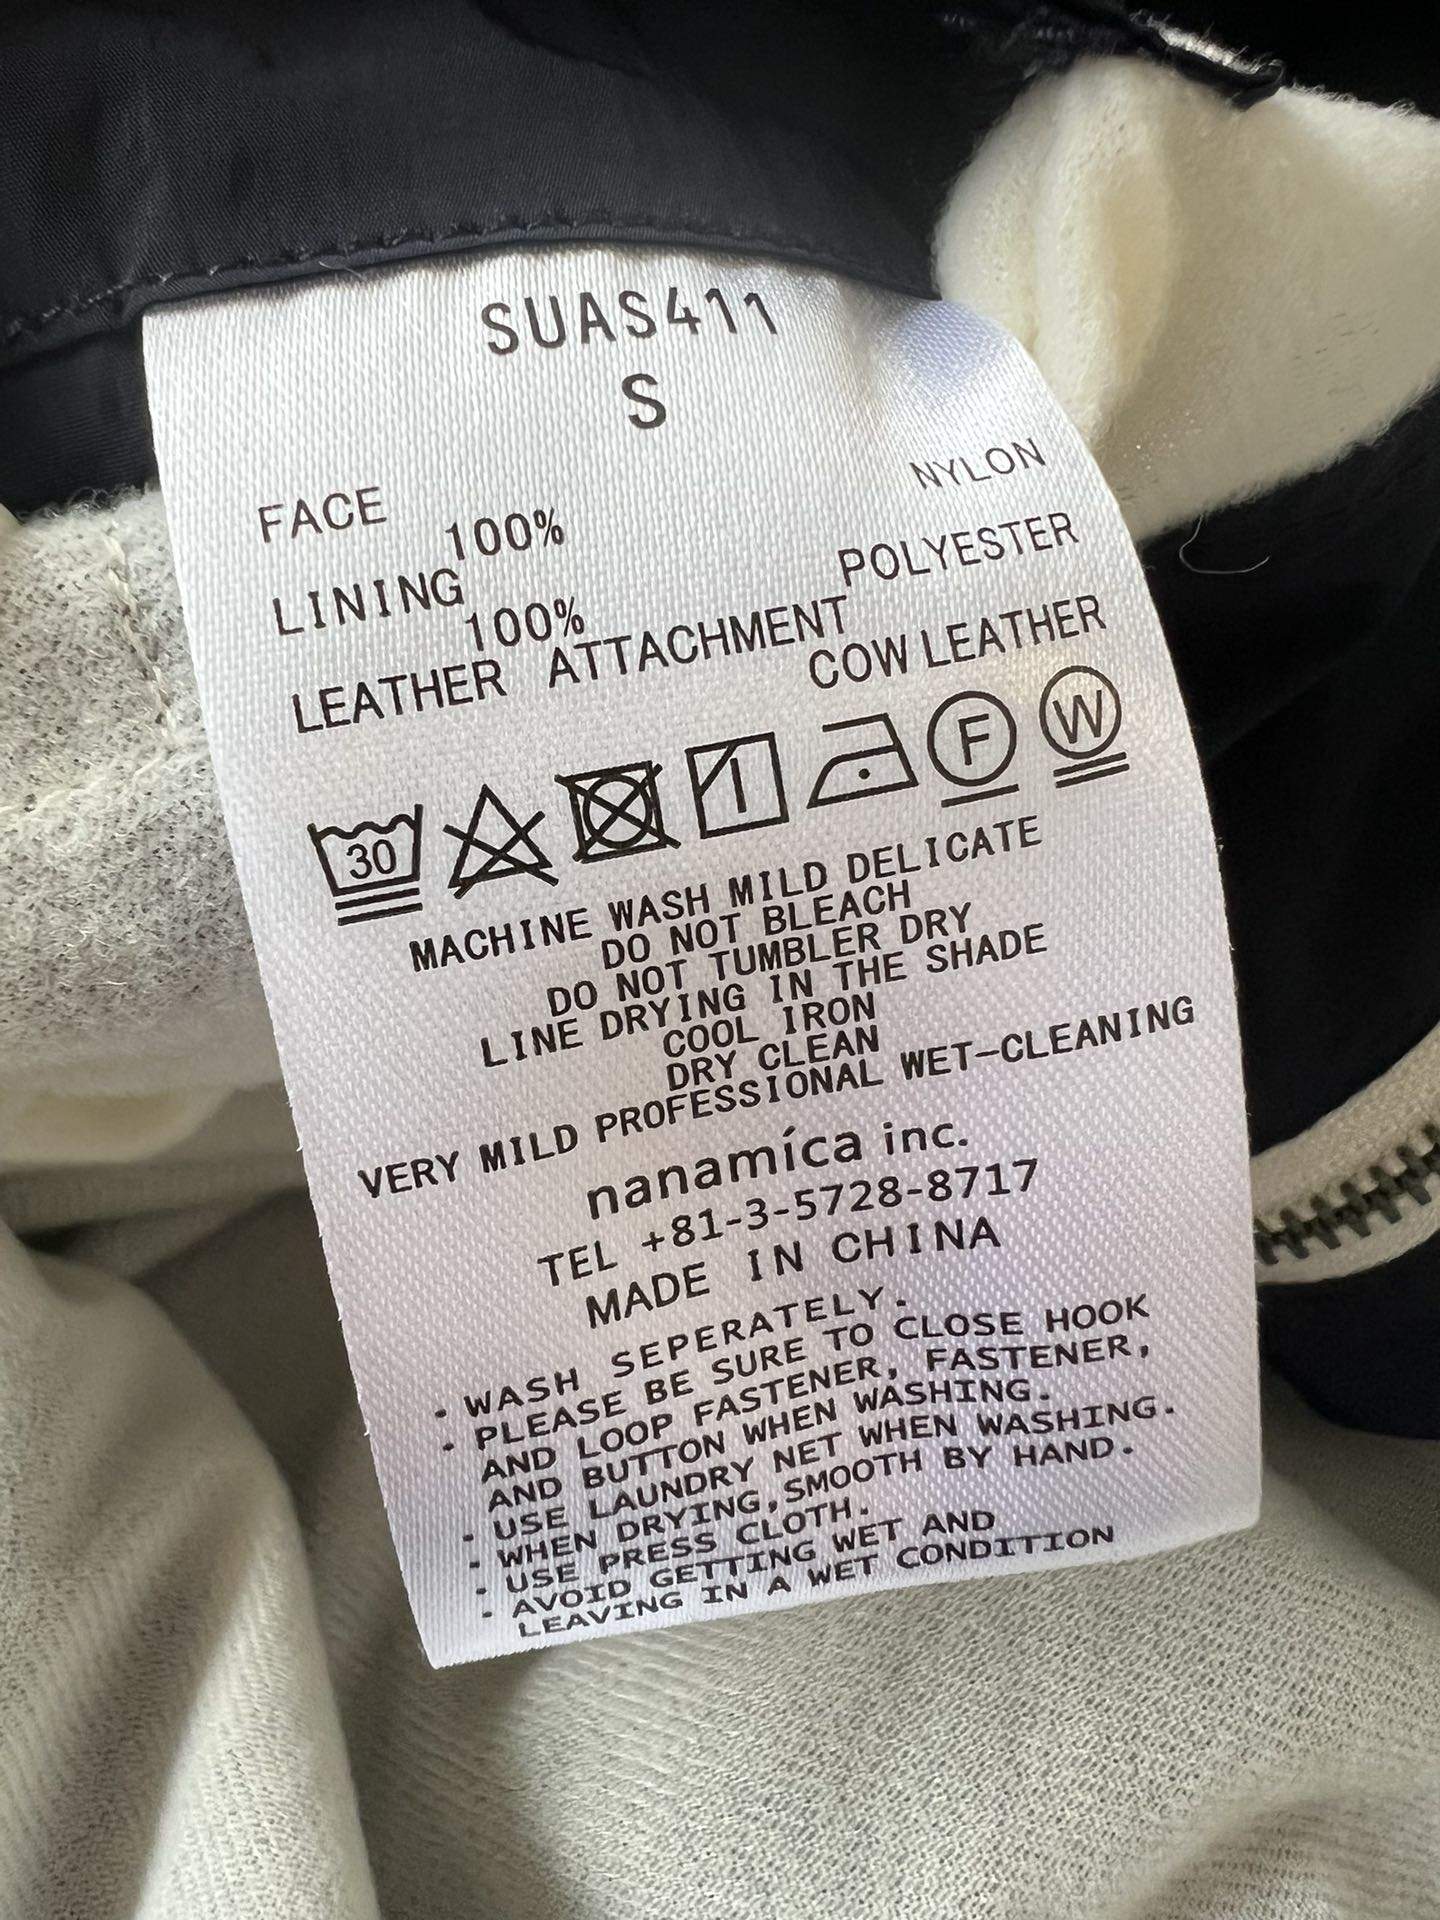 SUAS411
S
FACE
100% NYLON
LINING
100% POLYESTER
LEATHER ATTACHMENT
COW LEATHER
30 F W
MACHINE WASH MILD DELICATE
DO NOT BLEACH
DO NOT TUMBLER DRY
LINE DRYING IN THE SHADE
COOL IRON
DRY CLEAN
VERY MILD PROFESSIONAL WET-CLEANING
nanamíca inc.
TEL +81-3-5728-8717
MADE IN CHINA
・WASH SEPERATELY.
・PLEASE BE SURE TO CLOSE HOOK
AND LOOP FASTENER, FASTENER,
AND BUTTON WHEN WASHING.
・USE LAUNDRY NET WHEN WASHING.
・WHEN DRYING,SMOOTH BY HAND.
・USE PRESS CLOTH.
・AVOID GETTING WET AND
LEAVING IN A WET CONDITION